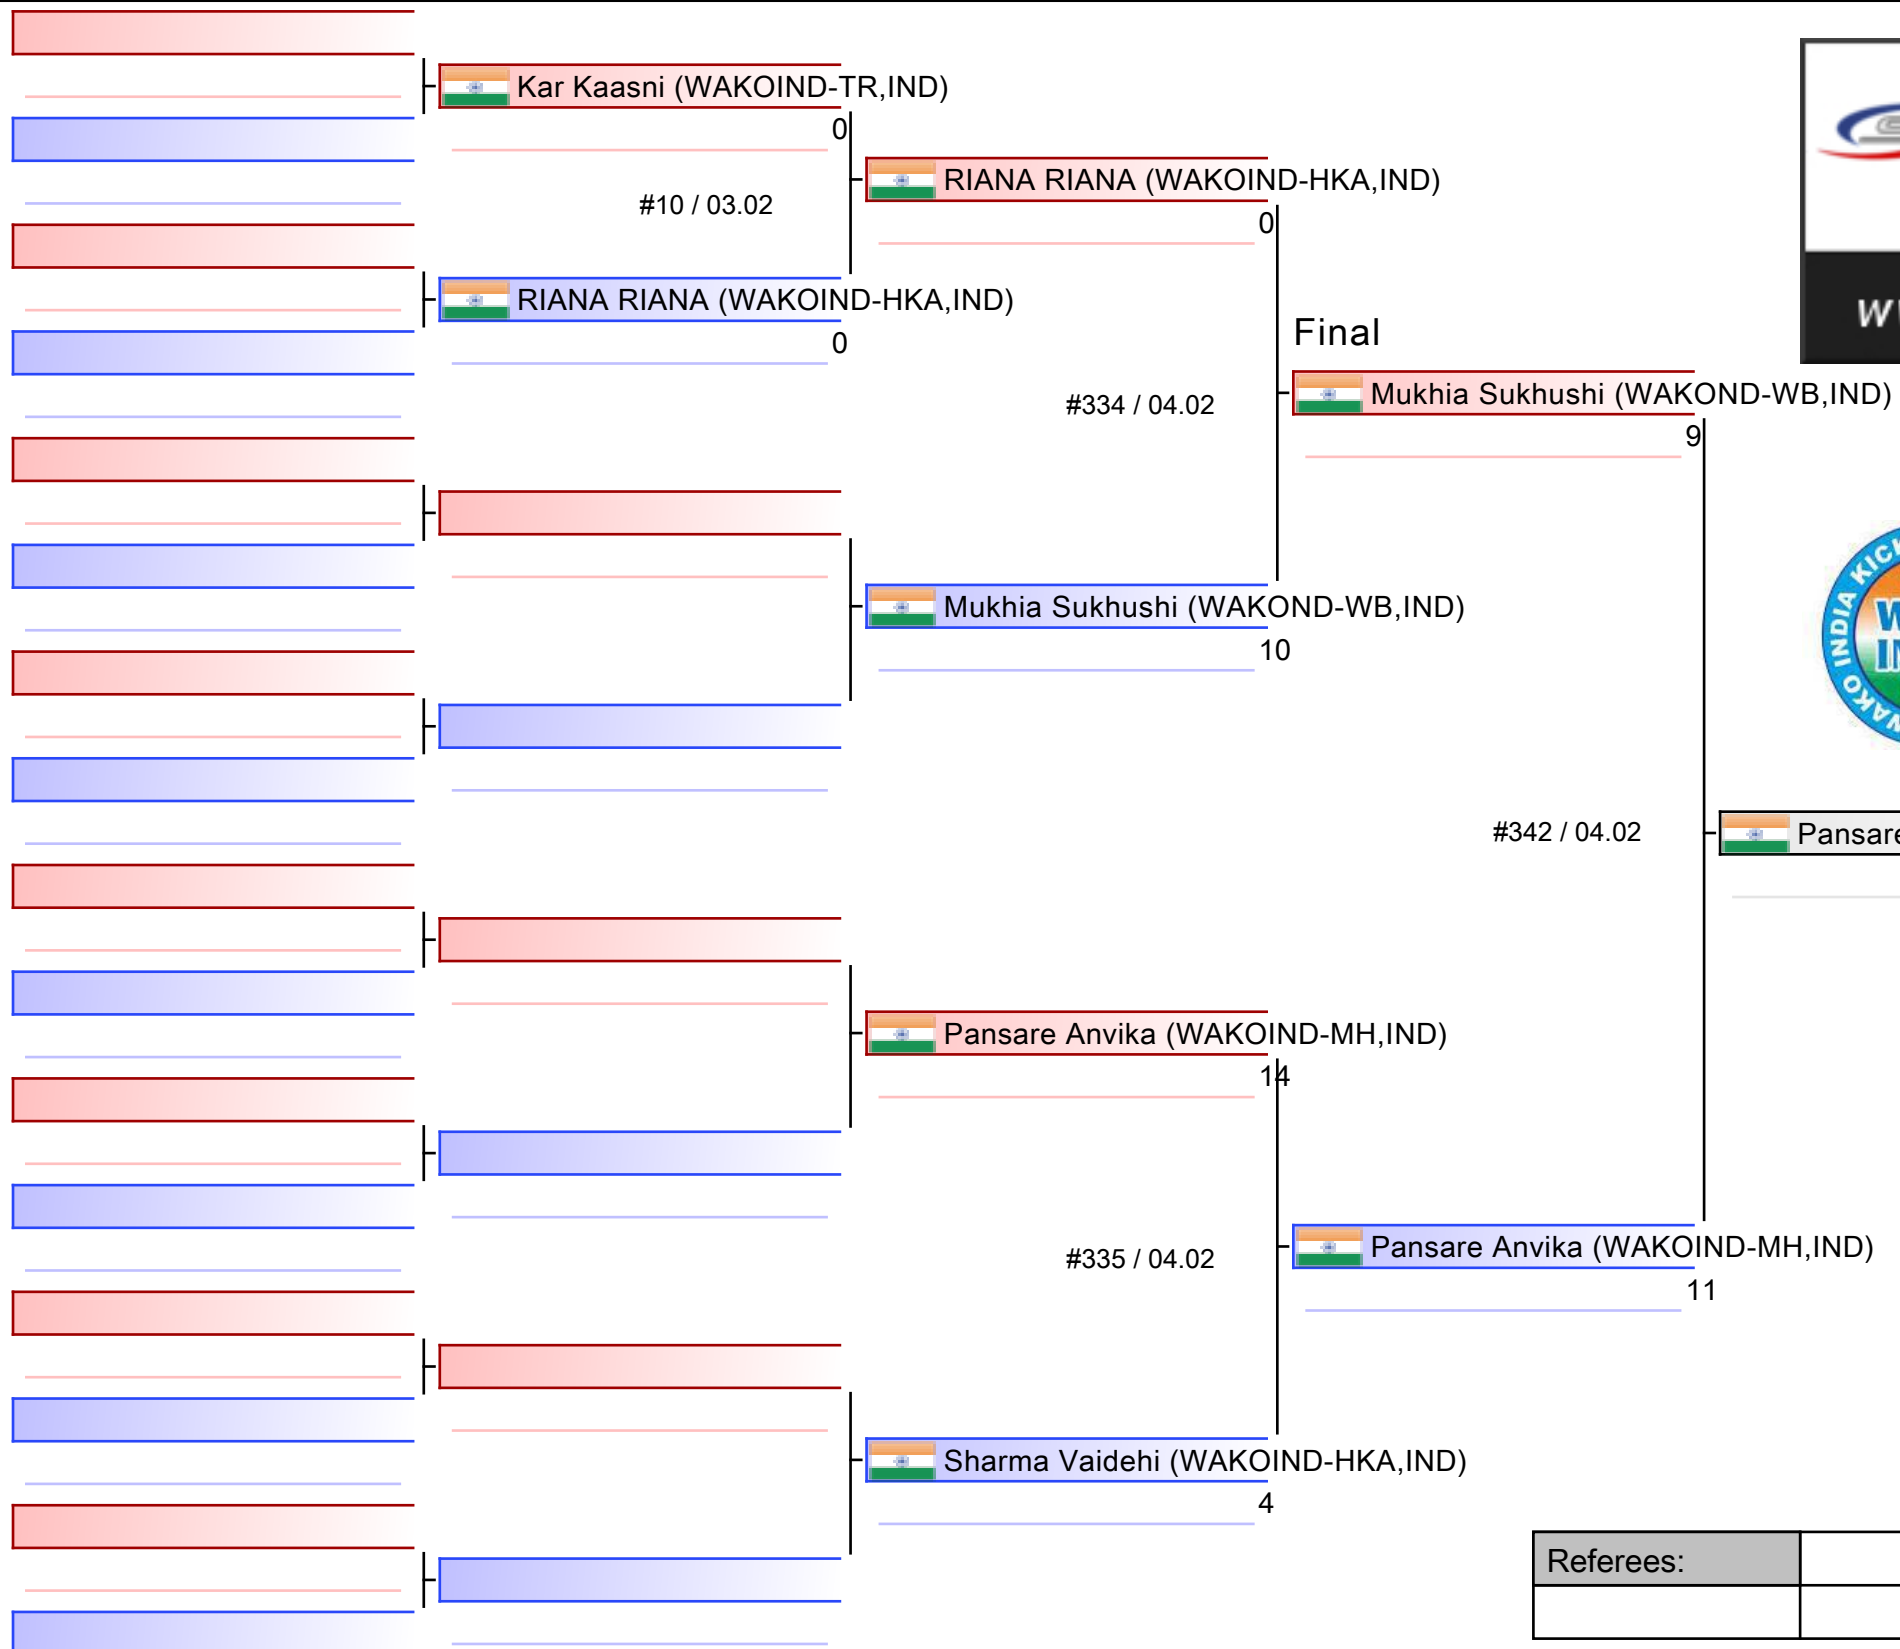 Kar Kaasni (WAKOIND-TR,IND)
0
#10 / 03.02
RIANA RIANA (WAKOIND-HKA,IND)
0
RIANA RIANA (WAKOIND-HKA,IND)
0
#334 / 04.02
Mukhia Sukhushi (WAKOND-WB,IND)
10
Final
Mukhia Sukhushi (WAKOND-WB,IND)
9
#342 / 04.02
Pansare
Pansare Anvika (WAKOIND-MH,IND)
14
#335 / 04.02
Sharma Vaidehi (WAKOIND-HKA,IND)
4
Pansare Anvika (WAKOIND-MH,IND)
11
Referees:
WAKO INDIA KICK